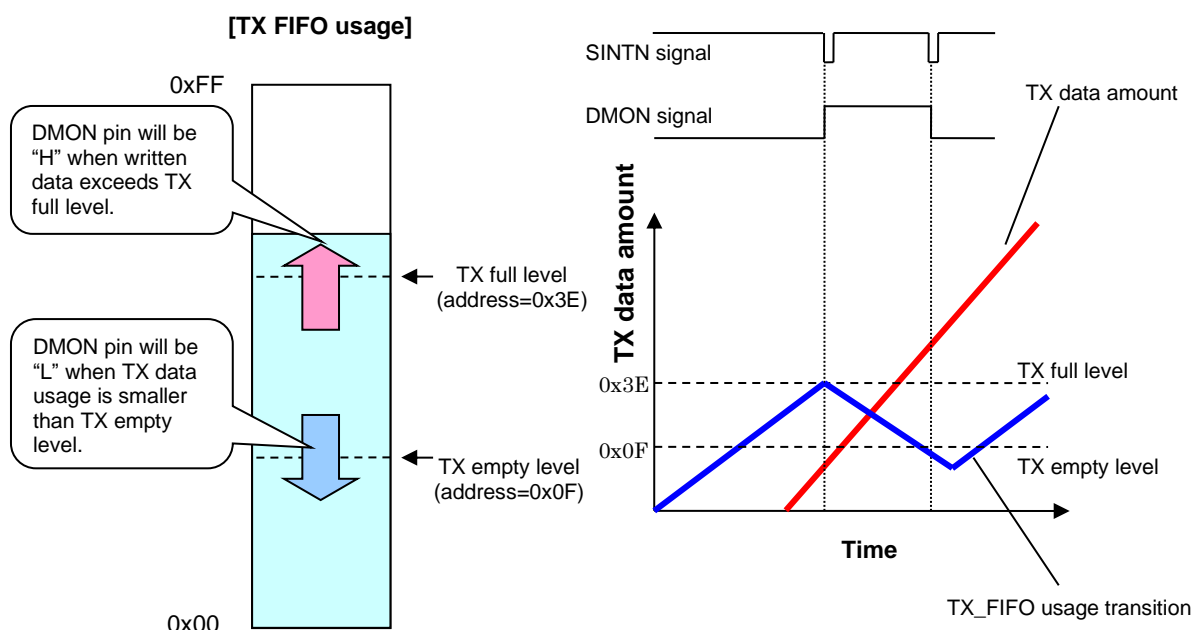 [TX FIFO usage]
0xFF
DMON pin will be
“H” when written
data exceeds TX
full level.
TX full level
(address=0x3E)
DMON pin will be
“L” when TX data
usage is smaller
than TX empty
level.
TX empty level
(address=0x0F)
0x00
SINTN signal
DMON signal
TX data amount
TX data amount
0x3E
TX full level
0x0F
TX empty level
Time
TX_FIFO usage transition